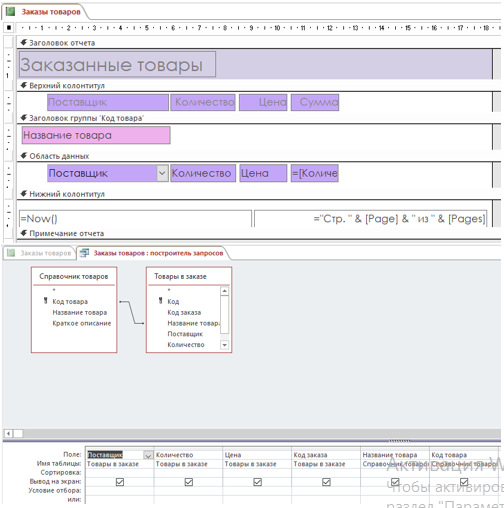 Заказы товаров
Заголовок отчета
Заказанные товары
Верхний колонтитул
Поставщик Количество Цена Сумма
Заголовок группы 'Код товара'
Название товара
Область данных
Поставщик Количество Цена =[Количе
Нижний колонтитул
=Now() ="Стр. " & [Page] & " из " & [Pages]
Примечание отчета
Заказы товаров Заказы товаров : построитель запросов
Справочник товаров
*
Код товара
Название товара
Краткое описание
Товары в заказе
*
Код
Код заказа
Название товара
Поставщик
Количество
Поле: Поставщик Количество Цена Код заказа Название товара Код товара
Имя таблицы: Товары в заказе Товары в заказе Товары в заказе Товары в заказе Справочник товаров Справочник товаров
Сортировка:
Вывод на экран:
Условие отбора:
или:
Активация W
Чтобы активиров
раздел "Парамет